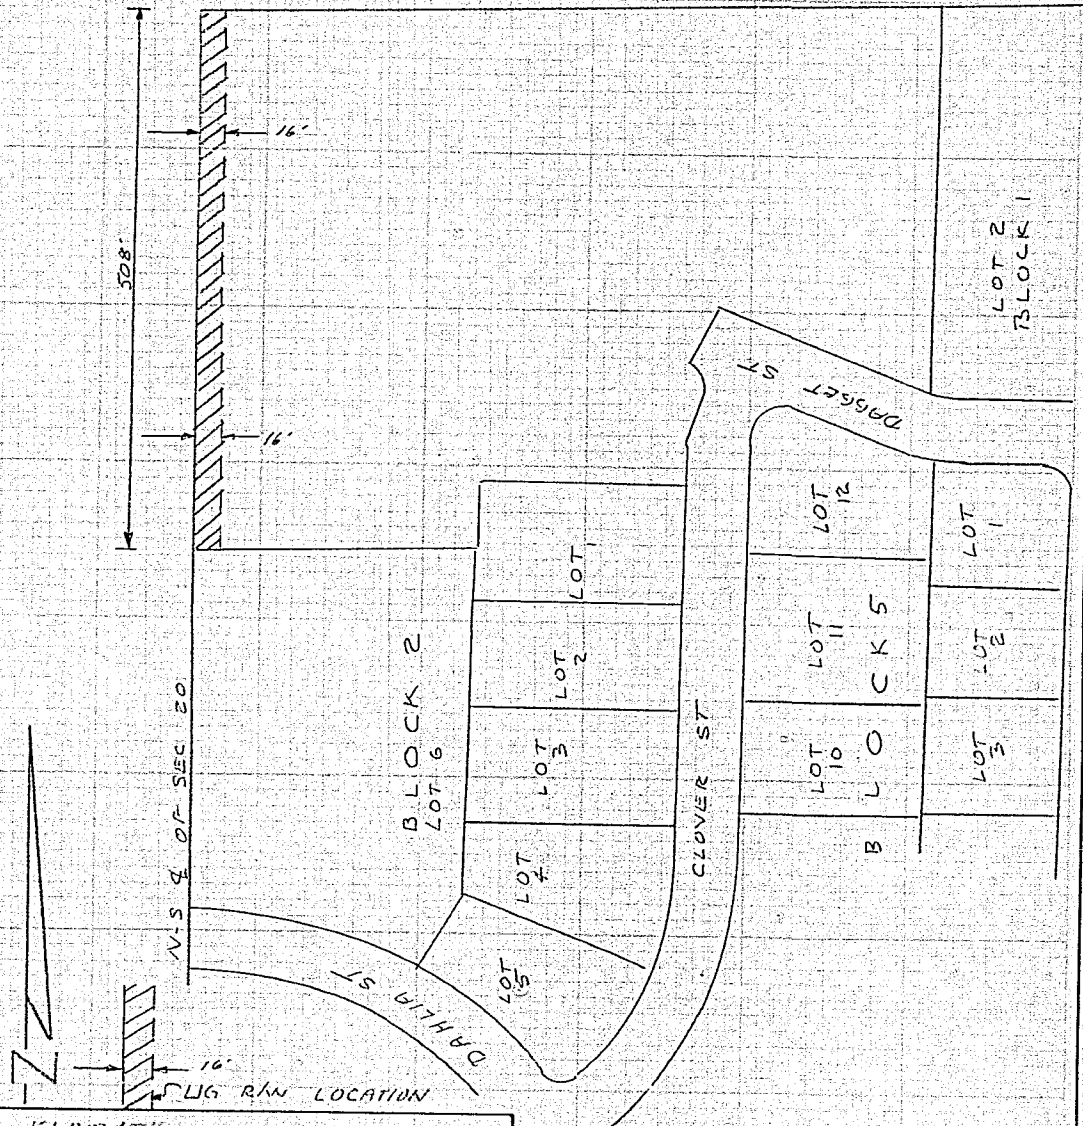 16'
508'
LOT 2
BLOCK 1
DAGGET ST
16'
LOT 12
LOT 1
LOT 1
LOT 11
LOT 2
LOT 2
BLOCK 2
LOT 6
BLOCK 5
N-S ℄ OF SEC 20
LOT 3
CLOVER ST
LOT 10
LOT 3
LOT 4
LOT 5
DAHLIA ST
N
16'
UG R/W LOCATION